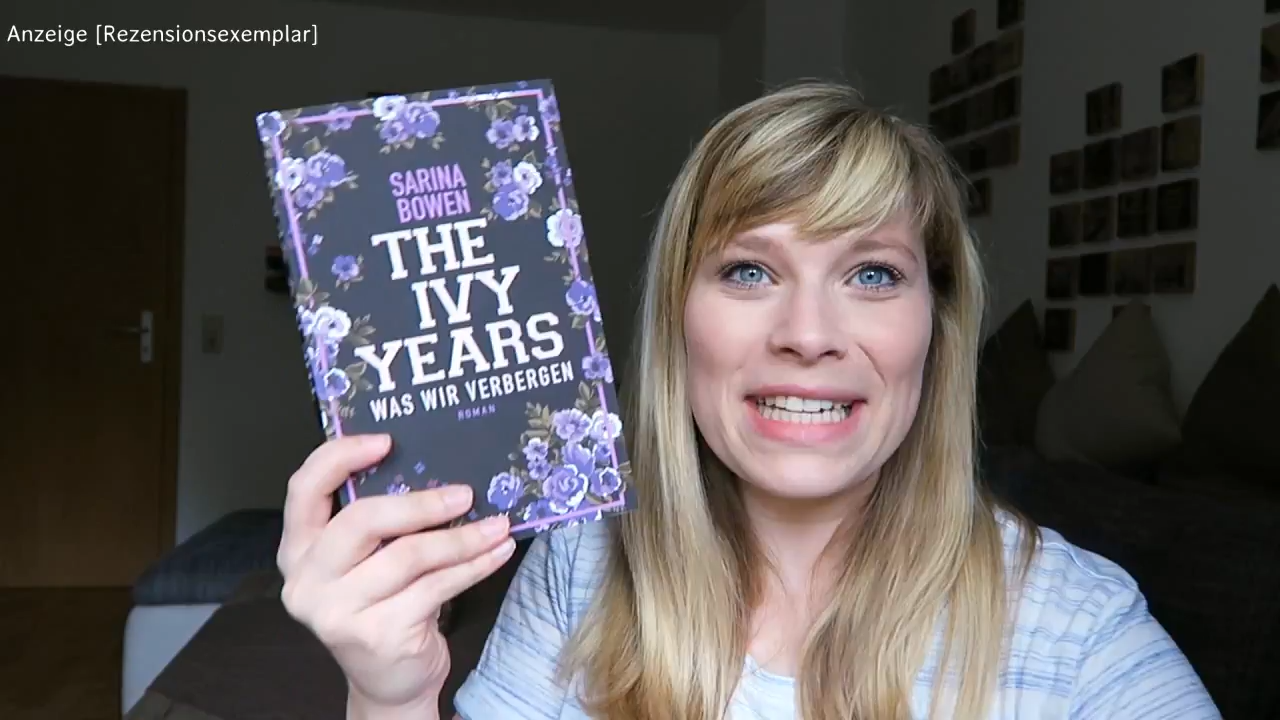 Anzeige [Rezensionsexemplar]
SARINA
BOWEN
THE
IVY
YEARS
WAS WIR VERBERGEN
ROMAN